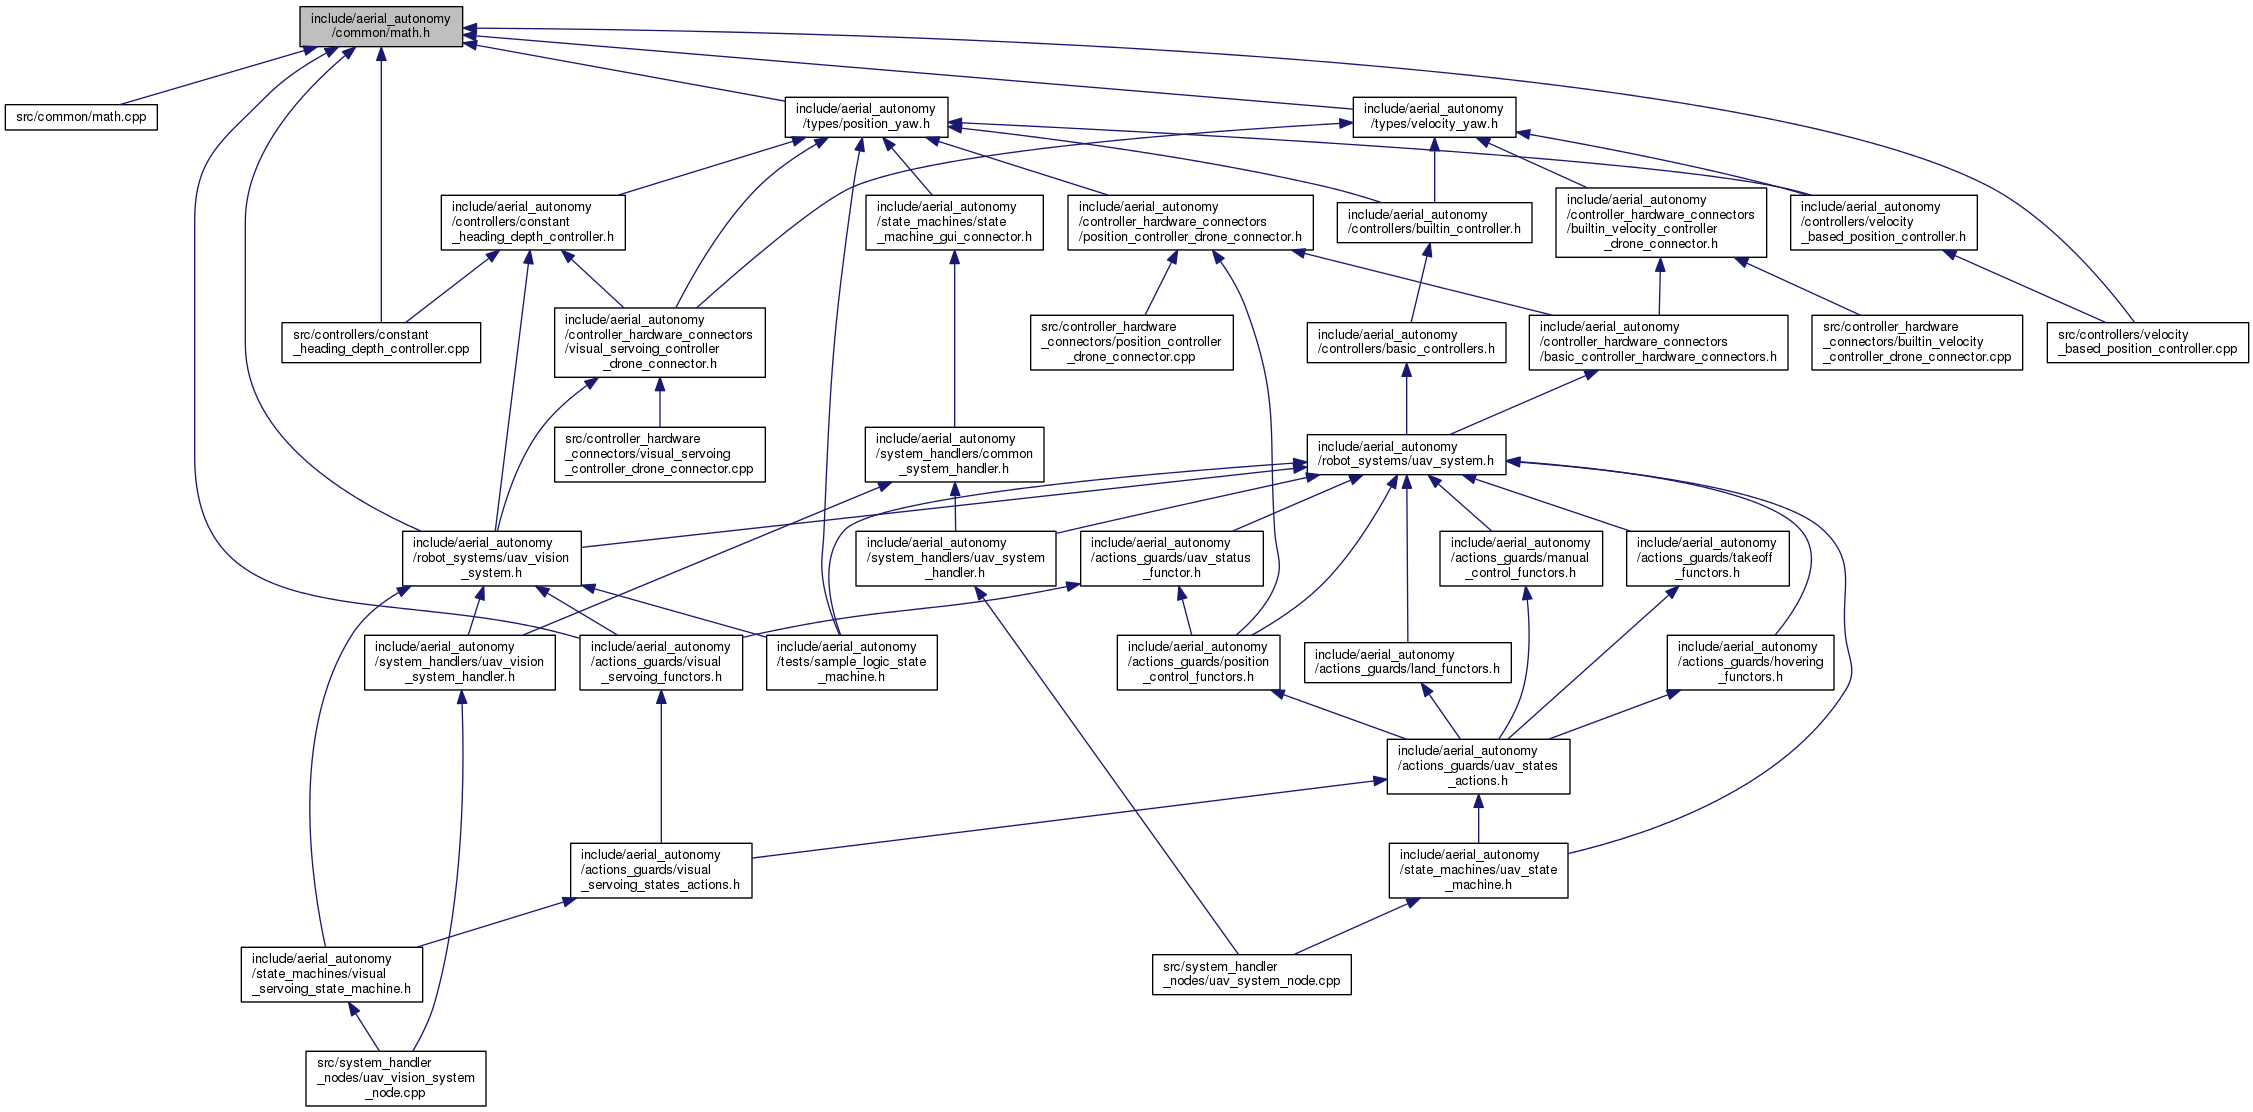 include/aerial_autonomy
/common/math.h
src/common/math.cpp
include/aerial_autonomy
/types/position_yaw.h
include/aerial_autonomy
/types/velocity_yaw.h
include/aerial_autonomy
/controllers/constant
_heading_depth_controller.h
include/aerial_autonomy
/state_machines/state
_machine_gui_connector.h
include/aerial_autonomy
/controller_hardware_connectors
/position_controller_drone_connector.h
include/aerial_autonomy
/controllers/builtin_controller.h
include/aerial_autonomy
/controller_hardware_connectors
/builtin_velocity_controller
_drone_connector.h
include/aerial_autonomy
/controllers/velocity
_based_position_controller.h
src/controllers/constant
_heading_depth_controller.cpp
include/aerial_autonomy
/controller_hardware_connectors
/visual_servoing_controller
_drone_connector.h
src/controller_hardware
_connectors/position_controller
_drone_connector.cpp
include/aerial_autonomy
/controllers/basic_controllers.h
include/aerial_autonomy
/controller_hardware_connectors
/basic_controller_hardware_connectors.h
src/controller_hardware
_connectors/builtin_velocity
_controller_drone_connector.cpp
src/controllers/velocity
_based_position_controller.cpp
src/controller_hardware
_connectors/visual_servoing
_controller_drone_connector.cpp
include/aerial_autonomy
/system_handlers/common
_system_handler.h
include/aerial_autonomy
/robot_systems/uav_system.h
include/aerial_autonomy
/robot_systems/uav_vision
_system.h
include/aerial_autonomy
/system_handlers/uav_system
_handler.h
include/aerial_autonomy
/actions_guards/uav_status
_functor.h
include/aerial_autonomy
/actions_guards/manual
_control_functors.h
include/aerial_autonomy
/actions_guards/takeoff
_functors.h
include/aerial_autonomy
/system_handlers/uav_vision
_system_handler.h
include/aerial_autonomy
/actions_guards/visual
_servoing_functors.h
include/aerial_autonomy
/tests/sample_logic_state
_machine.h
include/aerial_autonomy
/actions_guards/position
_control_functors.h
include/aerial_autonomy
/actions_guards/land_functors.h
include/aerial_autonomy
/actions_guards/hovering
_functors.h
include/aerial_autonomy
/actions_guards/uav_states
_actions.h
include/aerial_autonomy
/actions_guards/visual
_servoing_states_actions.h
include/aerial_autonomy
/state_machines/uav_state
_machine.h
include/aerial_autonomy
/state_machines/visual
_servoing_state_machine.h
src/system_handler
_nodes/uav_system_node.cpp
src/system_handler
_nodes/uav_vision_system
_node.cpp